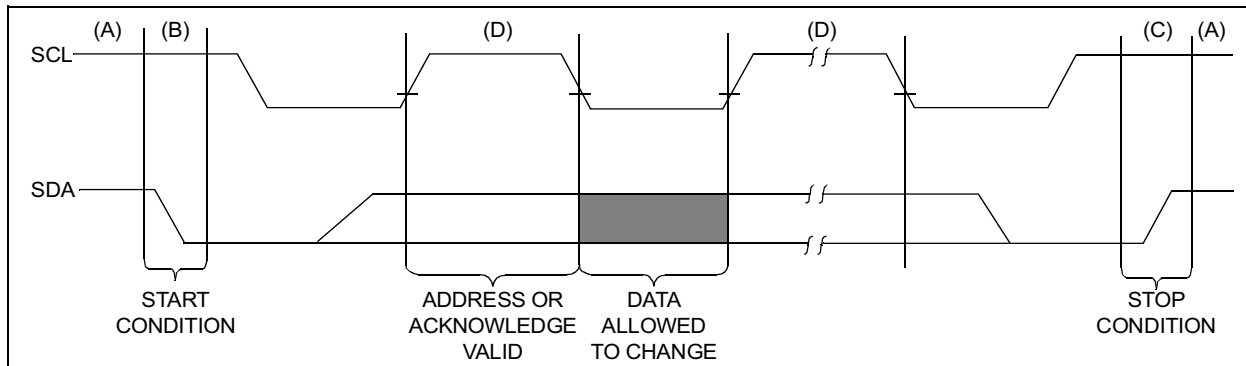 (A) (B) (D) (D) (C) (A)
SCL
SDA
START
CONDITION
ADDRESS OR
ACKNOWLEDGE
VALID
DATA
ALLOWED
TO CHANGE
STOP
CONDITION